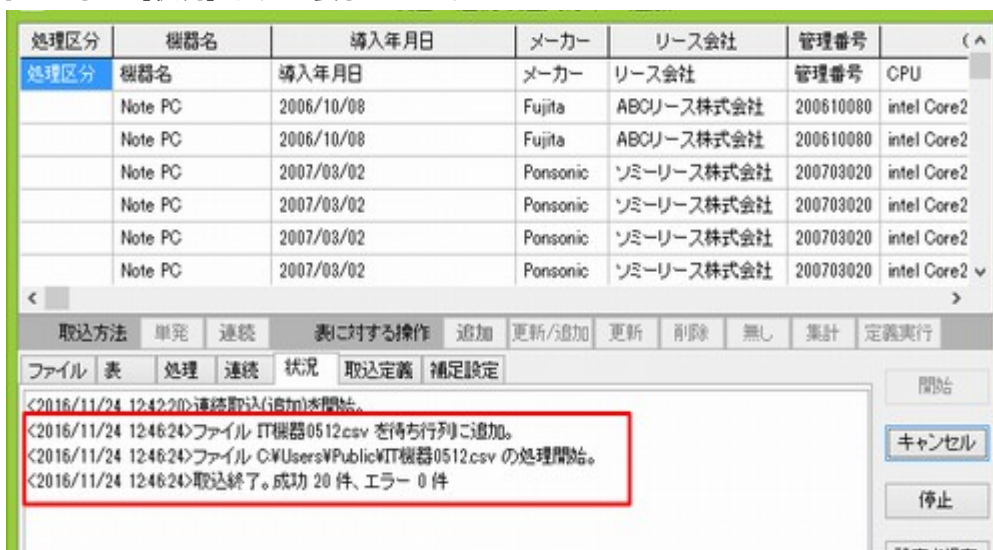 処理区分 機器名 導入年月日 メーカー リース会社 管理番号 (
処理区分 機器名 導入年月日 メーカー リース会社 管理番号 CPU
Note PC 2006/10/08 Fujita ABCリース株式会社 200610080 intel Core2
Note PC 2006/10/08 Fujita ABCリース株式会社 200610080 intel Core2
Note PC 2007/03/02 Ponsonic ソミーリース株式会社 200703020 intel Core2
Note PC 2007/03/02 Ponsonic ソミーリース株式会社 200703020 intel Core2
Note PC 2007/03/02 Ponsonic ソミーリース株式会社 200703020 intel Core2
Note PC 2007/03/02 Ponsonic ソミーリース株式会社 200703020 intel Core2
取込方法 単発 連続 表に対する操作 追加 更新/追加 更新 削除 無し 集計 定義実行
ファイル 表 処理 連続 状況 取込定義 補足設定
開始
<2016/11/24 12:42:20>連続取込(追加)を開始。
<2016/11/24 12:46:24>ファイル IT機器0512.csv を待ち行列に追加。
キャンセル
<2016/11/24 12:46:24>ファイル C:¥Users¥Public¥IT機器0512.csv の処理開始。
<2016/11/24 12:46:24>取込終了。成功 20 件、エラー 0 件
停止